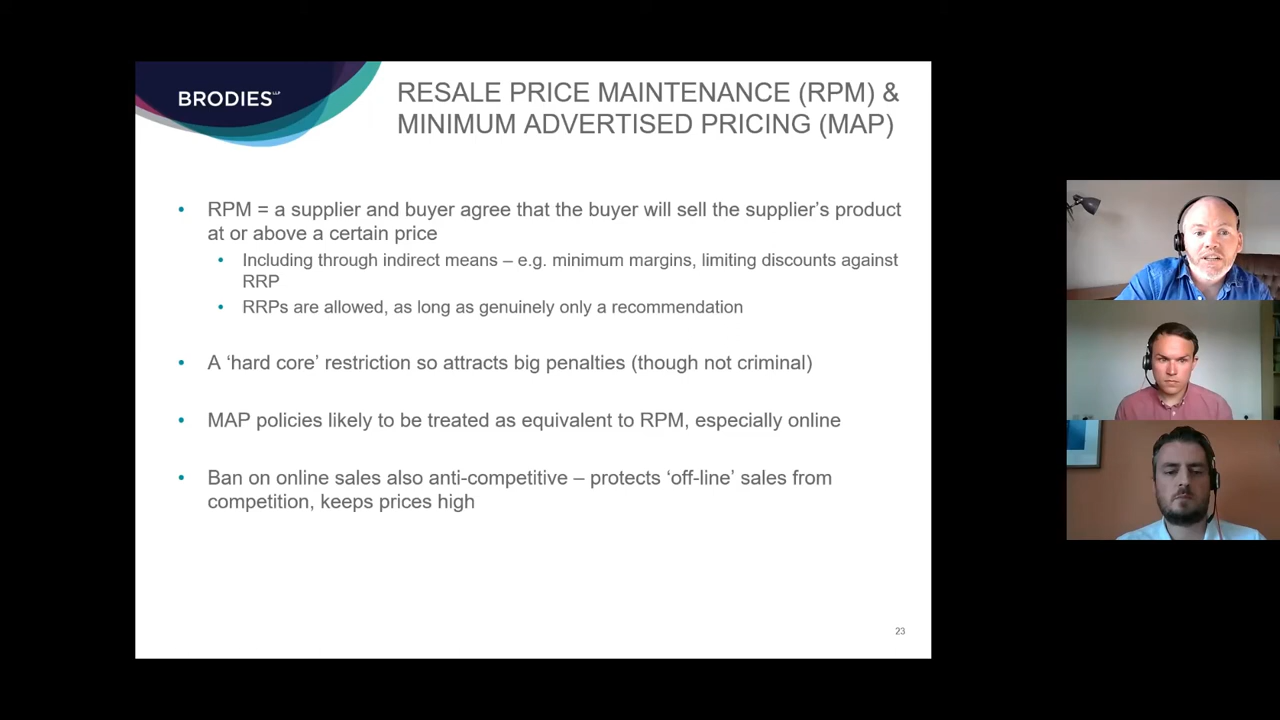 BRODIES LLP
RESALE PRICE MAINTENANCE (RPM) &
MINIMUM ADVERTISED PRICING (MAP)
• RPM = a supplier and buyer agree that the buyer will sell the supplier’s product
at or above a certain price
• Including through indirect means – e.g. minimum margins, limiting discounts against
RRP
• RRPs are allowed, as long as genuinely only a recommendation
• A ‘hard core’ restriction so attracts big penalties (though not criminal)
• MAP policies likely to be treated as equivalent to RPM, especially online
• Ban on online sales also anti-competitive – protects ‘off-line’ sales from
competition, keeps prices high
23